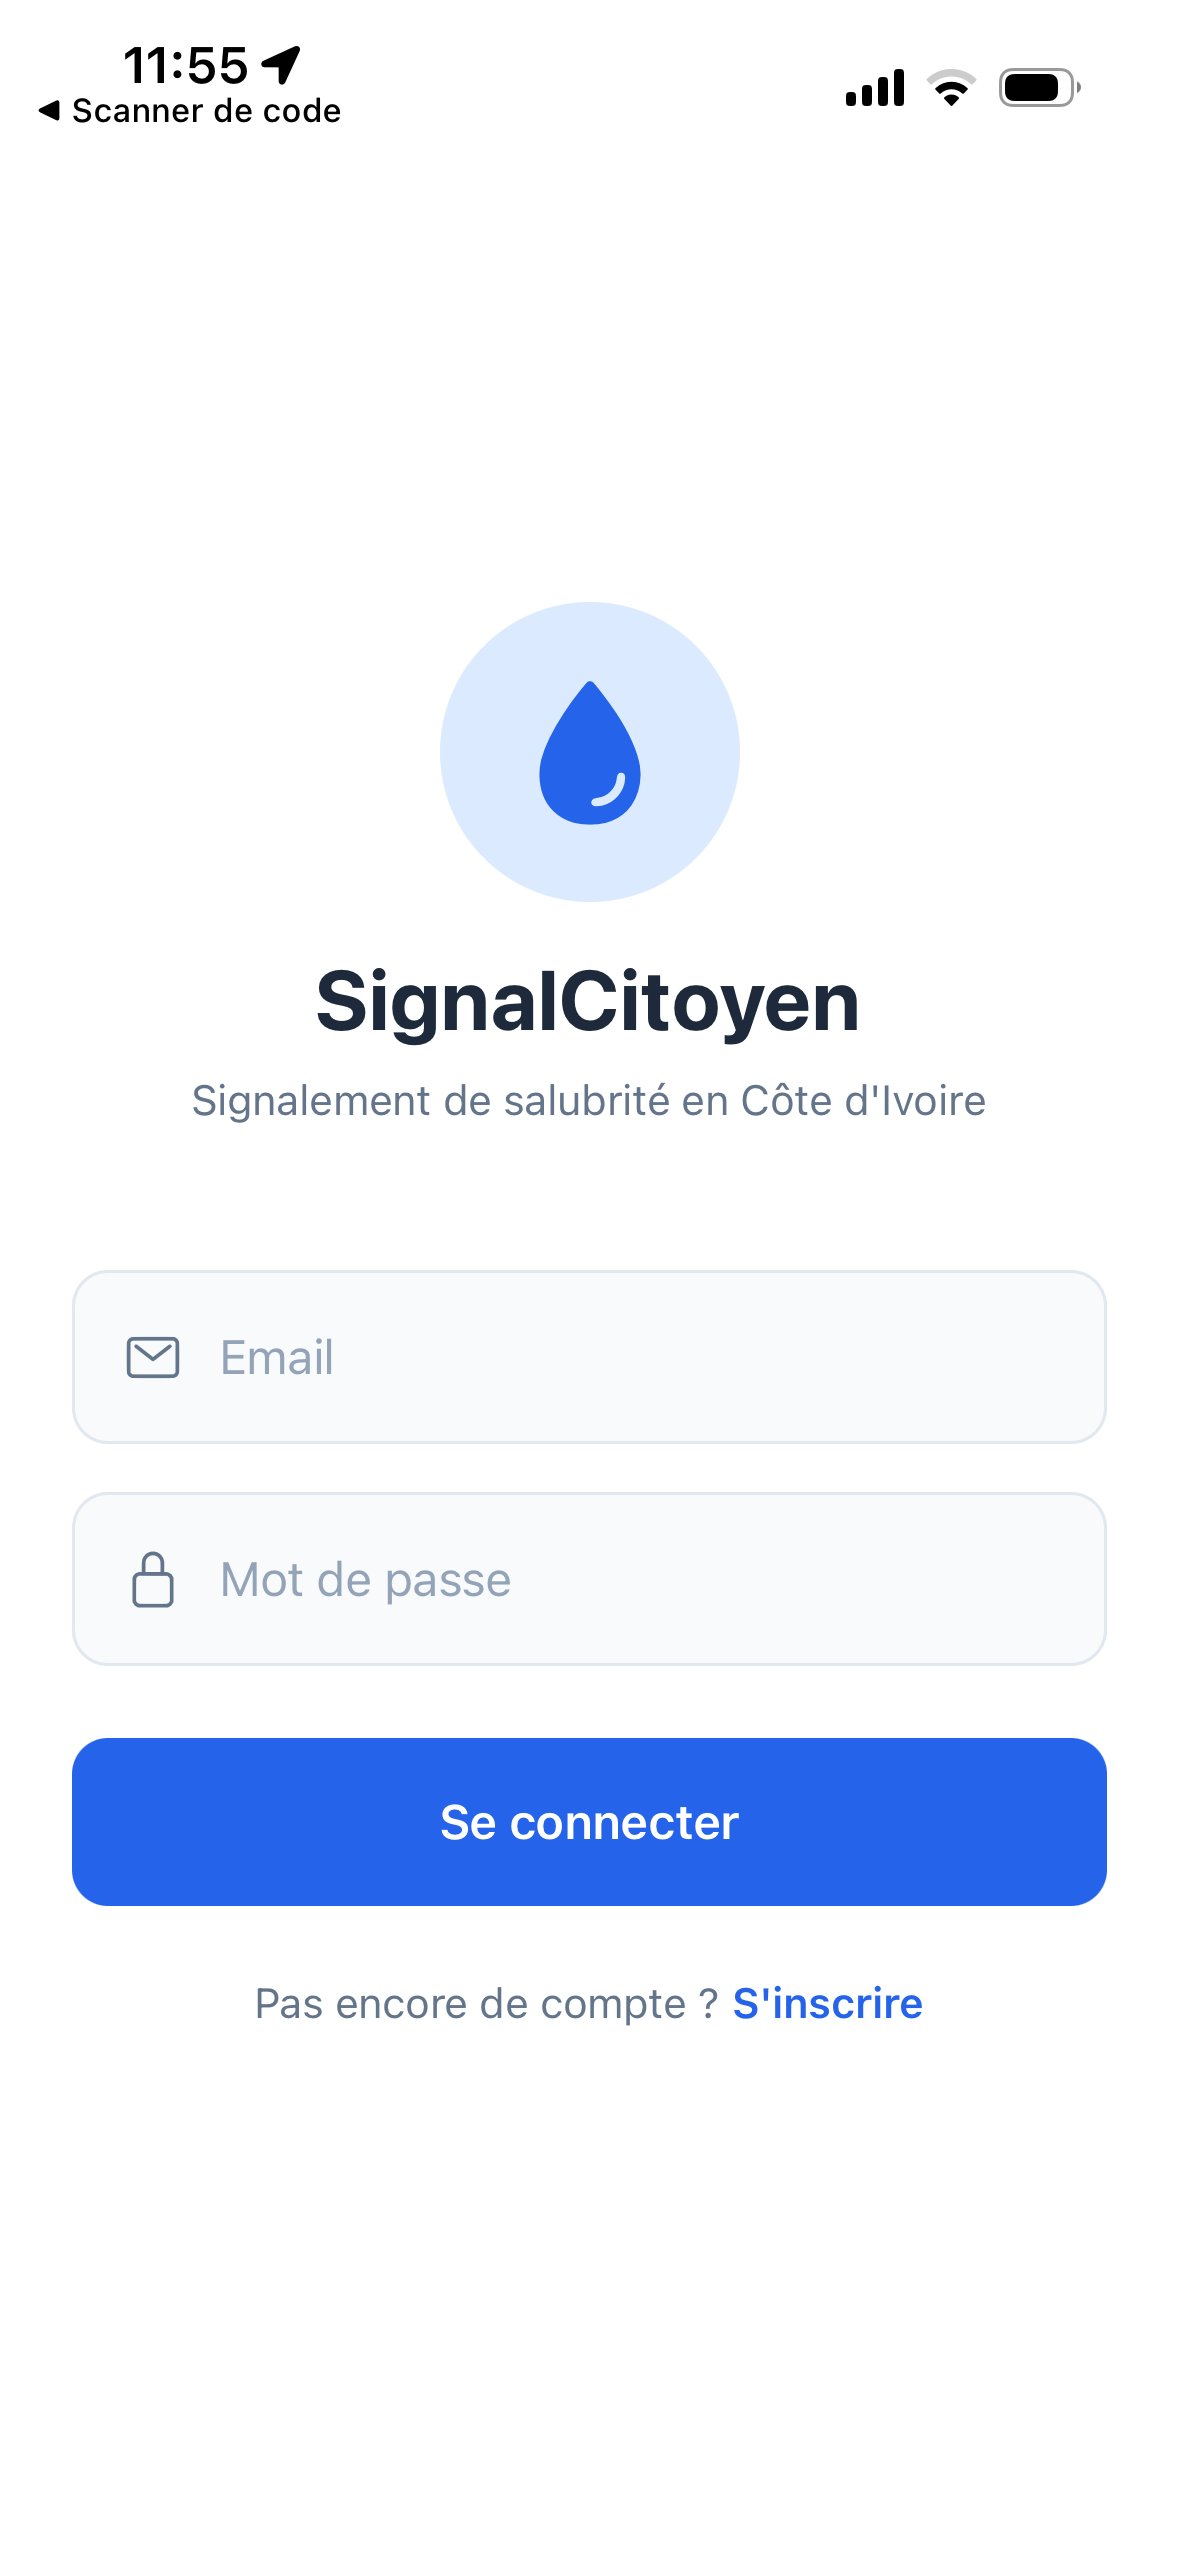 11:55
Scanner de code
SignalCitoyen
Signalement de salubrité en Côte d'Ivoire
Email
Mot de passe
Se connecter
Pas encore de compte ? S'inscrire